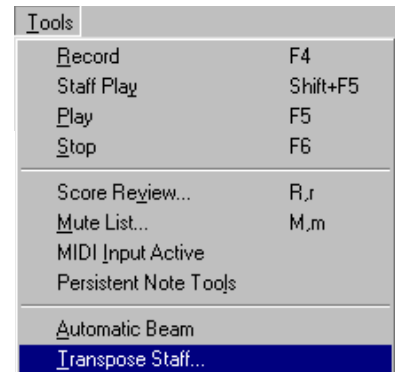 Tools
Record F4
Staff Play Shift+F5
Play F5
Stop F6
Score Review... R,r
Mute List... M,m
MIDI Input Active
Persistent Note Tools
Automatic Beam
Transpose Staff...